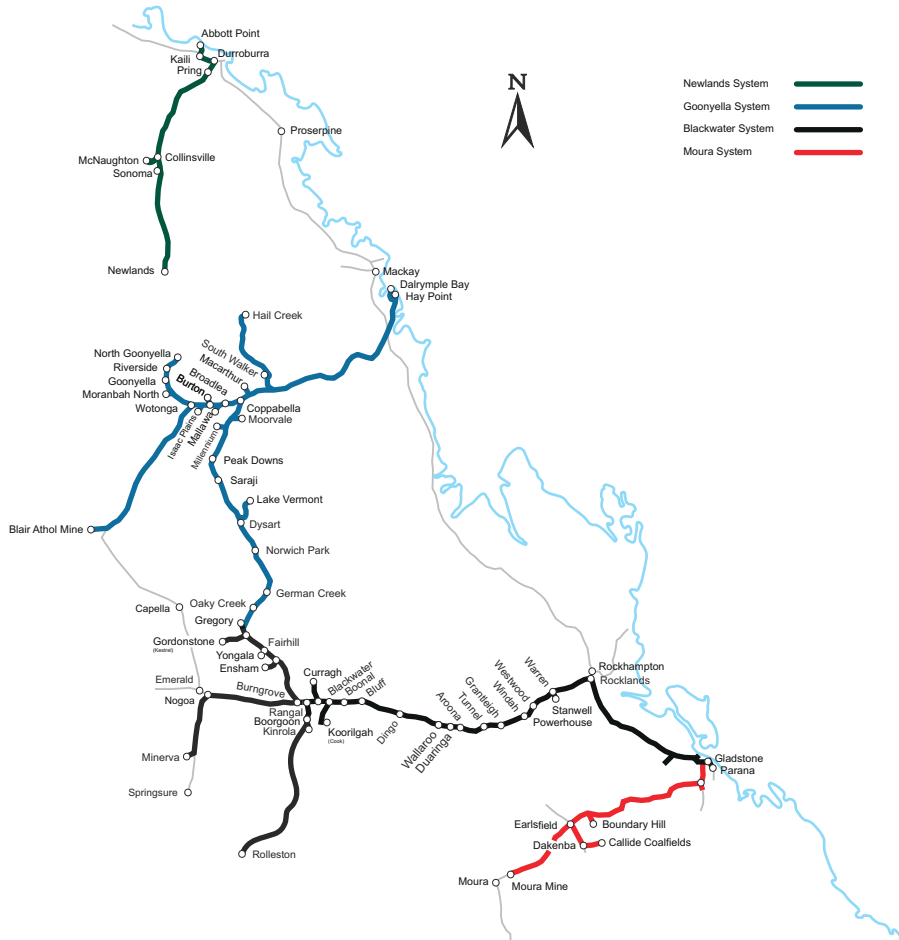 Abbott Point
Kaili
Durroburra
Pring
N
Newlands System
Goonyella System
Blackwater System
Moura System
Proserpine
McNaughton
Collinsville
Sonoma
Newlands
Mackay
Dalrymple Bay
Hay Point
Hail Creek
North Goonyella
Riverside
Goonyella
Moranbah North
Wotonga
South Walker
Macarthur
Broadlea
Burton
Isaac Plains
Mallawa
Millennium
Coppabella
Moorvale
Peak Downs
Saraji
Lake Vermont
Dysart
Blair Athol Mine
Norwich Park
German Creek
Capella
Oaky Creek
Gregory
Gordonstone
(Kestrel)
Fairhill
Yongala
Ensham
Emerald
Nogoa
Burngrove
Curragh
Rangal
Boorgoon
Kinrola
Blackwater
Boonal
Bluff
Koorilgah
(Cook)
Dingo
Wallaroo
Duaringa
Aroona
Tunnel
Grantleigh
Windah
Westwood
Warren
Stanwell
Powerhouse
Rockhampton
Rocklands
Minerva
Springsure
Rolleston
Gladstone
Parana
Earlsfield
Boundary Hill
Dakenba
Callide Coalfields
Moura
Moura Mine